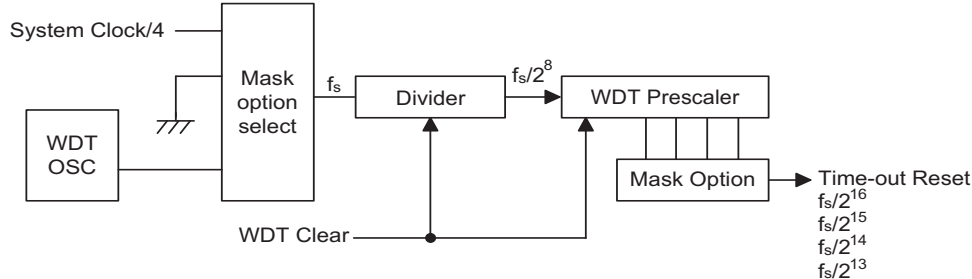 System Clock/4
Mask
option
select
fs
Divider
fs/2^8
WDT Prescaler
WDT
OSC
Mask Option
Time-out Reset
fs/2^16
fs/2^15
fs/2^14
fs/2^13
WDT Clear